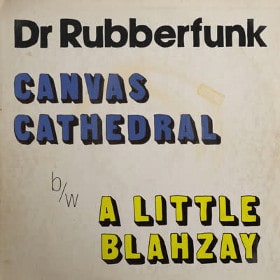 Dr Rubberfunk
CANVAS
CATHEDRAL
b/w
A LITTLE
BLAHZAY